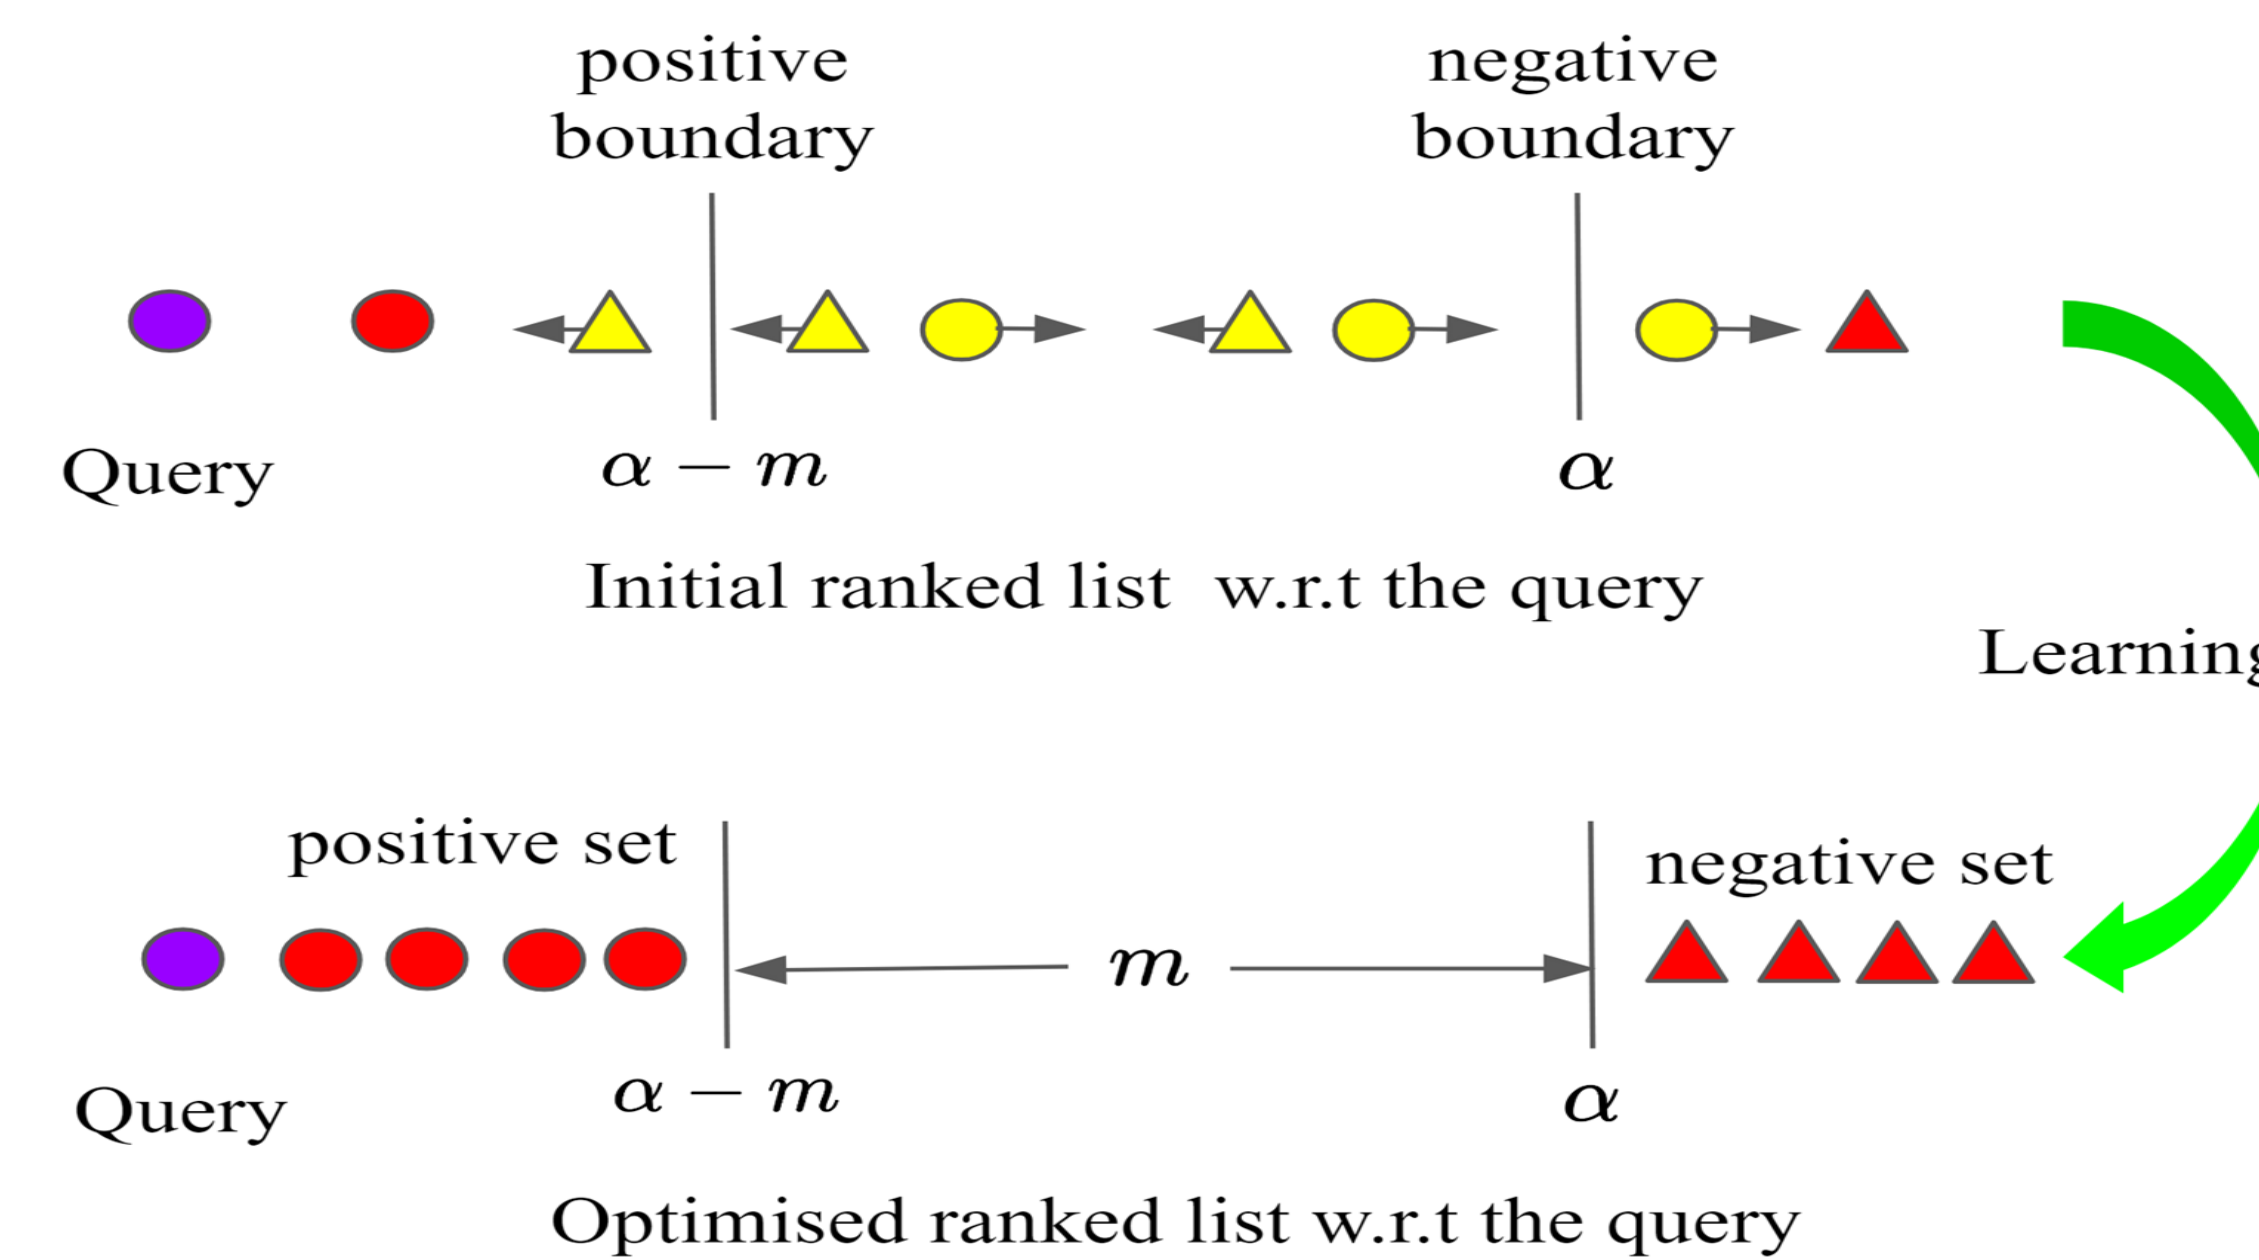 positive
boundary
negative
boundary
Query
α − m
α
Initial ranked list w.r.t the query
Learning
positive set
negative set
m
Query
α − m
α
Optimised ranked list w.r.t the query